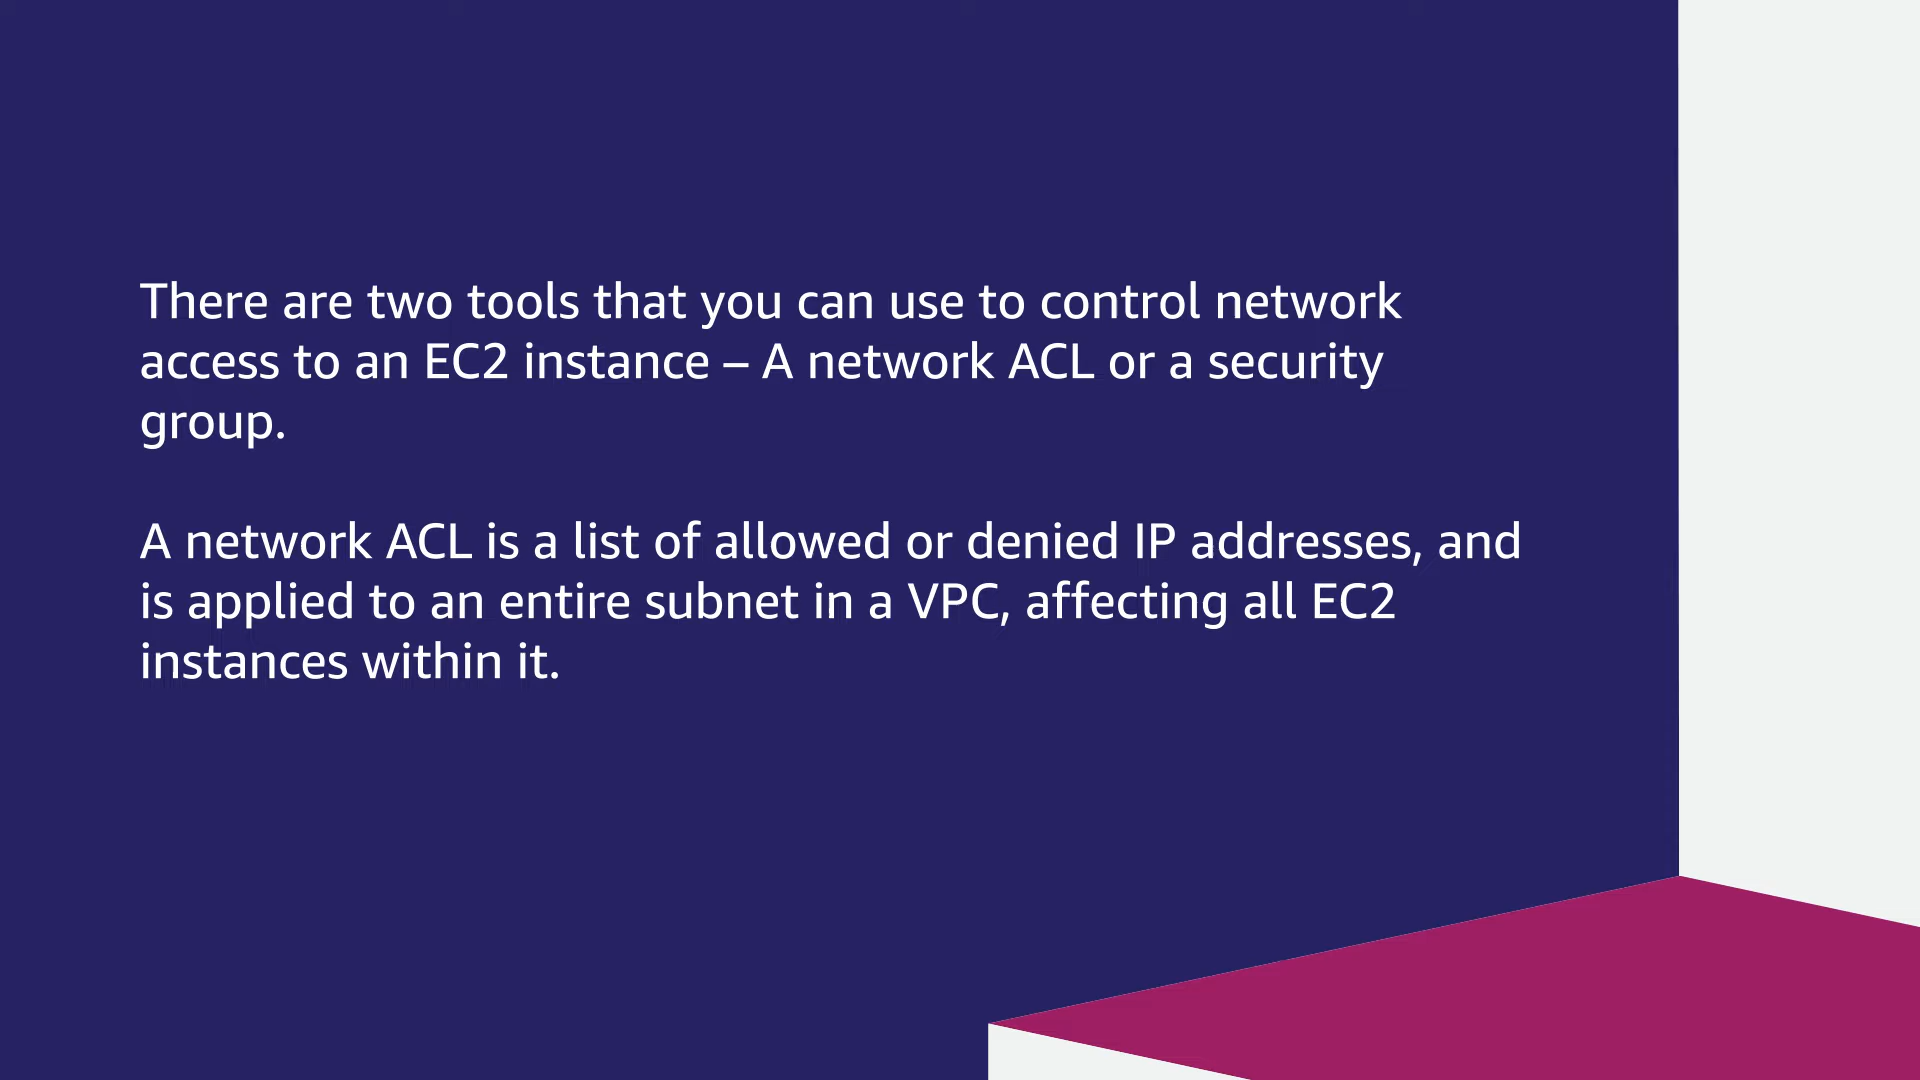 There are two tools that you can use to control network
access to an EC2 instance – A network ACL or a security
group.
A network ACL is a list of allowed or denied IP addresses, and
is applied to an entire subnet in a VPC, affecting all EC2
instances within it.